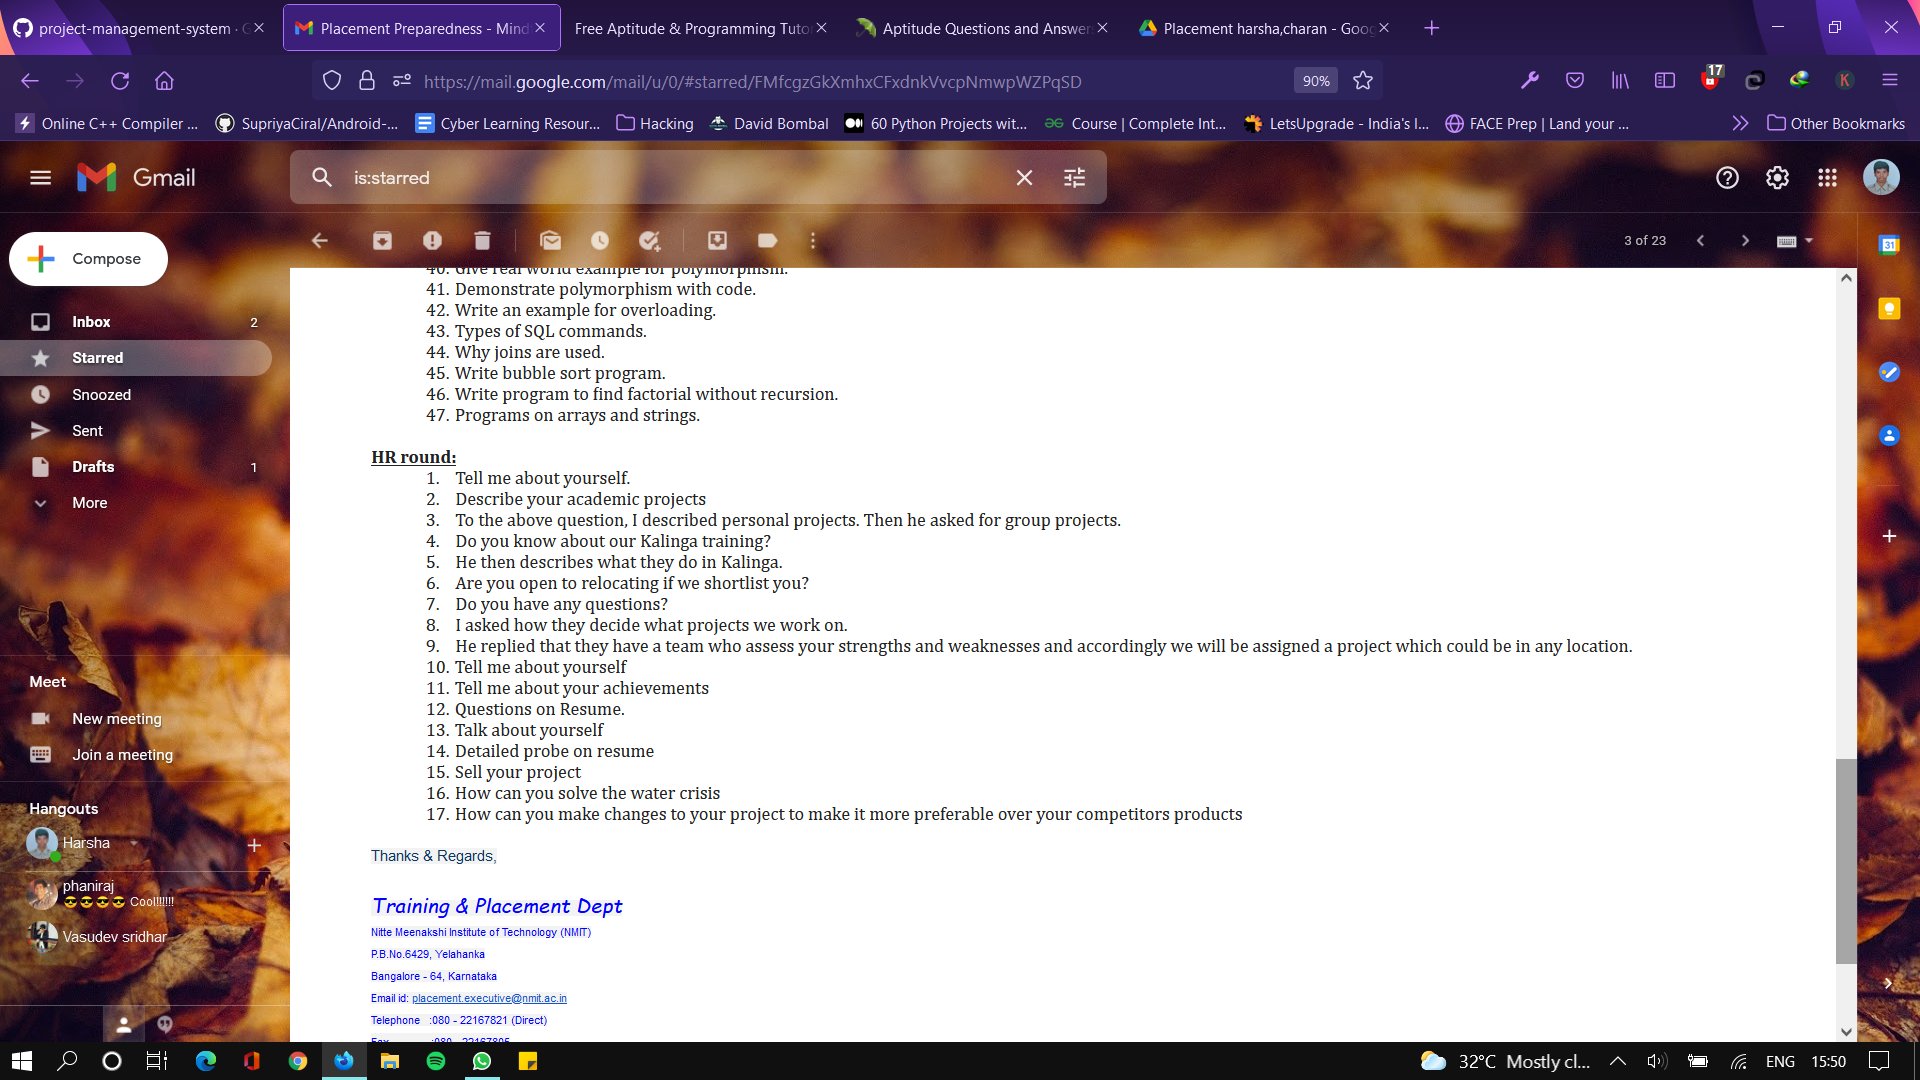 project-management-system · G
Placement Preparedness - Mind
Free Aptitude & Programming Tutor
Aptitude Questions and Answer
Placement harsha,charan - Goog
https://mail.google.com/mail/u/0/#starred/FMfcgzGkXmhxCFxdnkVvcpNmwpWZPqSD
90%
17
K
Online C++ Compiler ...
SupriyaCiral/Android-...
Cyber Learning Resour...
Hacking
David Bombal
60 Python Projects wit...
Course | Complete Int...
LetsUpgrade - India's I...
FACE Prep | Land your ...
Other Bookmarks
Gmail
is:starred
3 of 23
Compose
Inbox 2
Starred
Snoozed
Sent
Drafts 1
More
Meet
New meeting
Join a meeting
Hangouts
Harsha
phaniraj
😎😎😎😎 Cool!!!!!!
Vasudev sridhar
40. Give real world example for polymorphism.
41. Demonstrate polymorphism with code.
42. Write an example for overloading.
43. Types of SQL commands.
44. Why joins are used.
45. Write bubble sort program.
46. Write program to find factorial without recursion.
47. Programs on arrays and strings.
HR round:
1. Tell me about yourself.
2. Describe your academic projects
3. To the above question, I described personal projects. Then he asked for group projects.
4. Do you know about our Kalinga training?
5. He then describes what they do in Kalinga.
6. Are you open to relocating if we shortlist you?
7. Do you have any questions?
8. I asked how they decide what projects we work on.
9. He replied that they have a team who assess your strengths and weaknesses and accordingly we will be assigned a project which could be in any location.
10. Tell me about yourself
11. Tell me about your achievements
12. Questions on Resume.
13. Talk about yourself
14. Detailed probe on resume
15. Sell your project
16. How can you solve the water crisis
17. How can you make changes to your project to make it more preferable over your competitors products
Thanks & Regards,
Training & Placement Dept
Nitte Meenakshi Institute of Technology (NMIT)
P.B.No.6429, Yelahanka
Bangalore - 64, Karnataka
Email id: placement.executive@nmit.ac.in
Telephone :080 - 22167821 (Direct)
31
32°C Mostly cl...
ENG
15:50